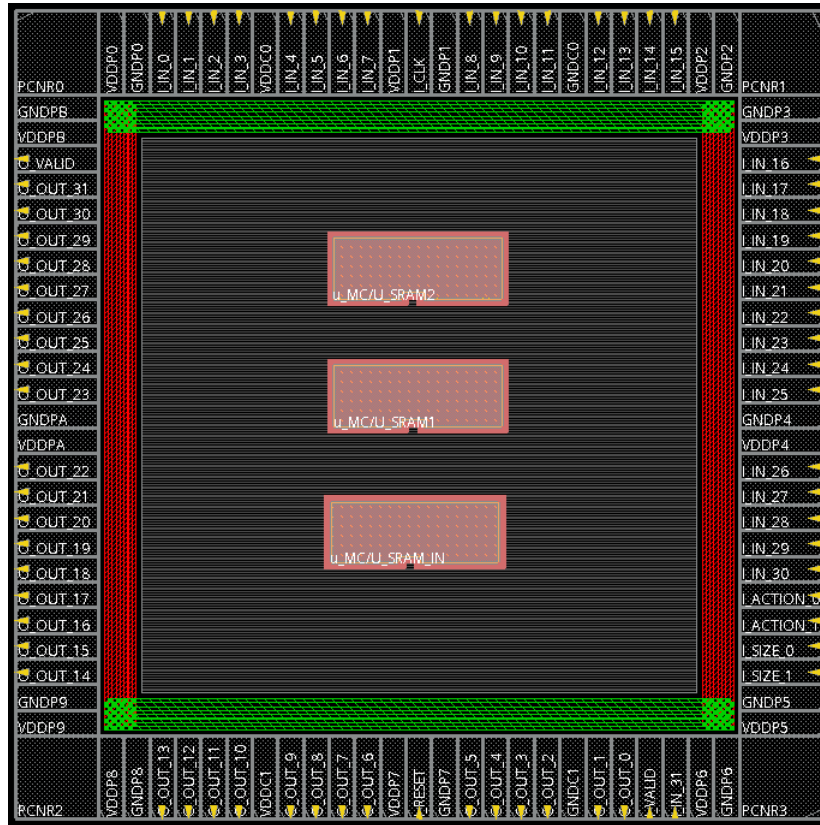 VDDP0
GNDP0
I_IN_0
I_IN_1
I_IN_2
I_IN_3
VDDC0
I_IN_4
I_IN_5
I_IN_6
I_IN_7
VDDP1
I_CLK
GNDP1
I_IN_8
I_IN_9
I_IN_10
I_IN_11
GNDC0
I_IN_12
I_IN_13
I_IN_14
I_IN_15
VDDP2
GNDP2
PCNR0
PCNR1
GNDPB
VDDPB
O_VALID
O_OUT_31
O_OUT_30
O_OUT_29
O_OUT_28
O_OUT_27
O_OUT_26
O_OUT_25
O_OUT_24
O_OUT_23
GNDPA
VDDPA
O_OUT_22
O_OUT_21
O_OUT_20
O_OUT_19
O_OUT_18
O_OUT_17
O_OUT_16
O_OUT_15
O_OUT_14
GNDP9
VDDP9
u_MC/U_SRAM2
u_MC/U_SRAM1
u_MC/U_SRAM_IN
GNDP3
VDDP3
I_IN_16
I_IN_17
I_IN_18
I_IN_19
I_IN_20
I_IN_21
I_IN_22
I_IN_23
I_IN_24
I_IN_25
GNDP4
VDDP4
I_IN_26
I_IN_27
I_IN_28
I_IN_29
I_IN_30
I_ACTION_0
I_ACTION_1
I_SIZE_0
I_SIZE_1
GNDP5
VDDP5
PCNR2
VDDP8
GNDP8
O_OUT_13
O_OUT_12
O_OUT_11
O_OUT_10
VDDC1
O_OUT_9
O_OUT_8
O_OUT_7
O_OUT_6
VDDP7
I_RESET
GNDP7
O_OUT_5
O_OUT_4
O_OUT_3
O_OUT_2
GNDC1
O_OUT_1
O_OUT_0
I_VALID
I_IN_31
VDDP6
GNDP6
PCNR3